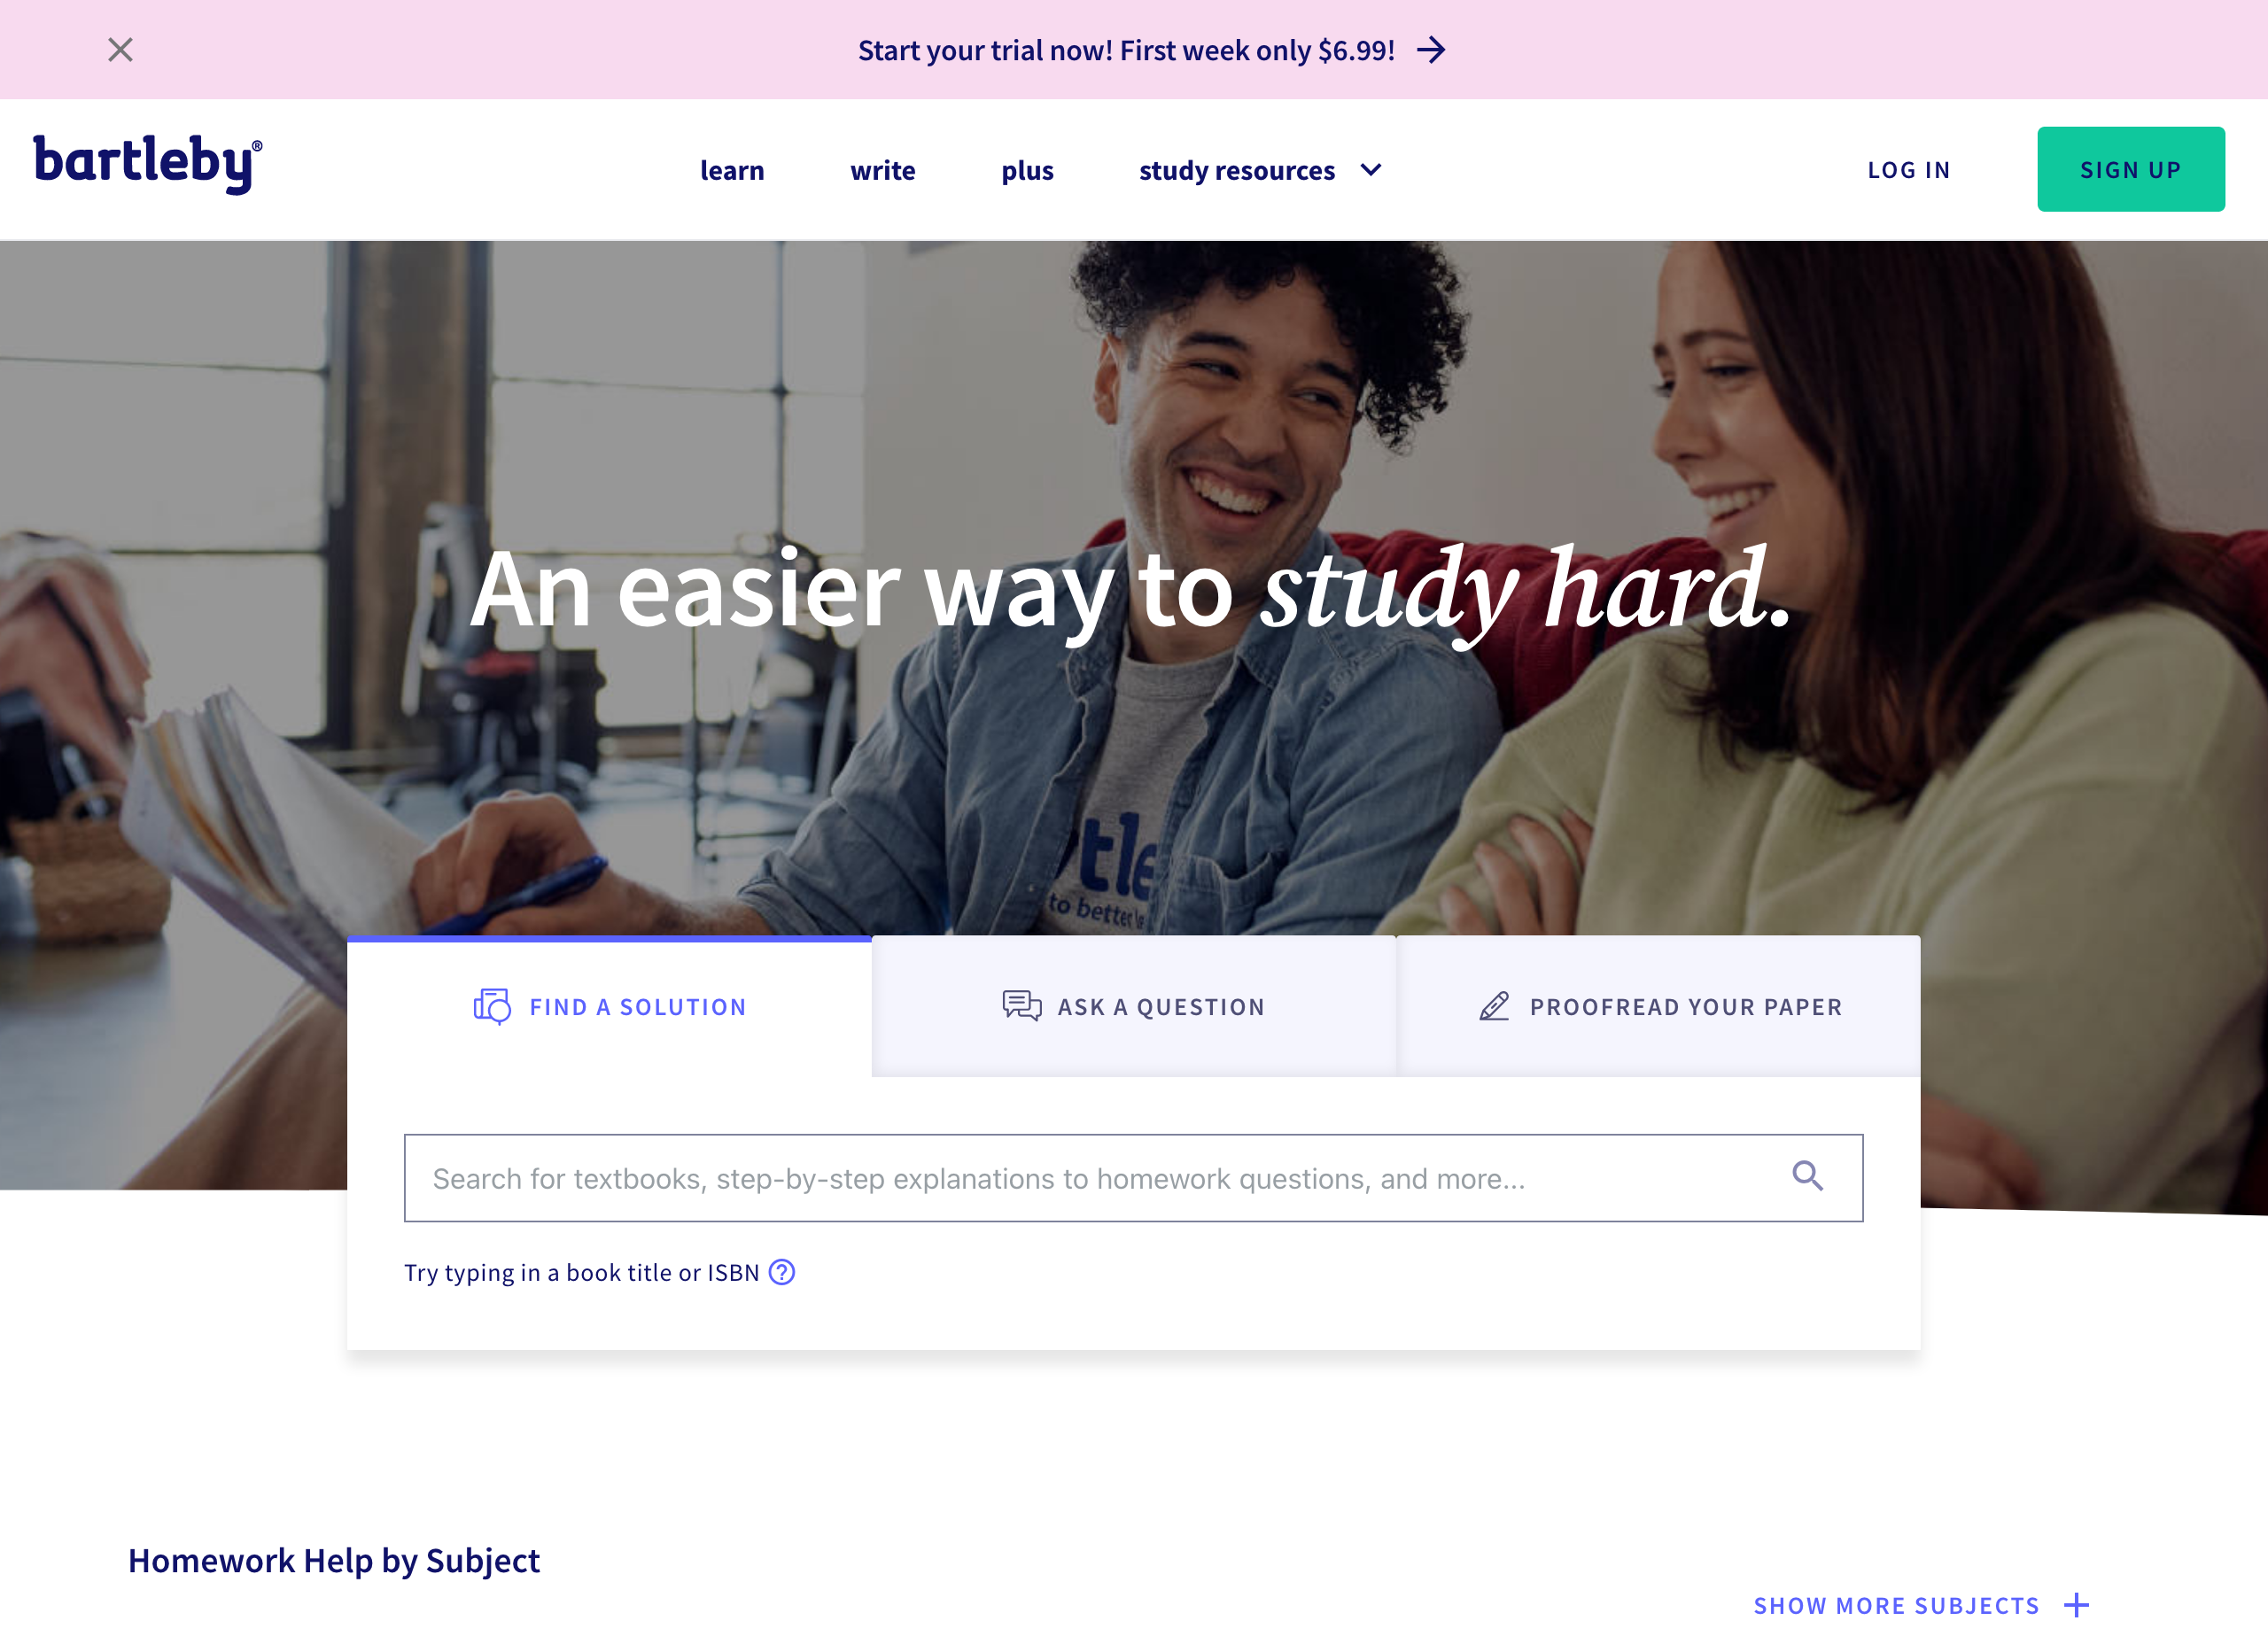 Start your trial now! First week only $6.99!
bartleby®
learn write plus study resources
LOG IN SIGN UP
An easier way to study hard.
tle
to better
FIND A SOLUTION ASK A QUESTION PROOFREAD YOUR PAPER
Search for textbooks, step-by-step explanations to homework questions, and more...
Try typing in a book title or ISBN
Homework Help by Subject
SHOW MORE SUBJECTS